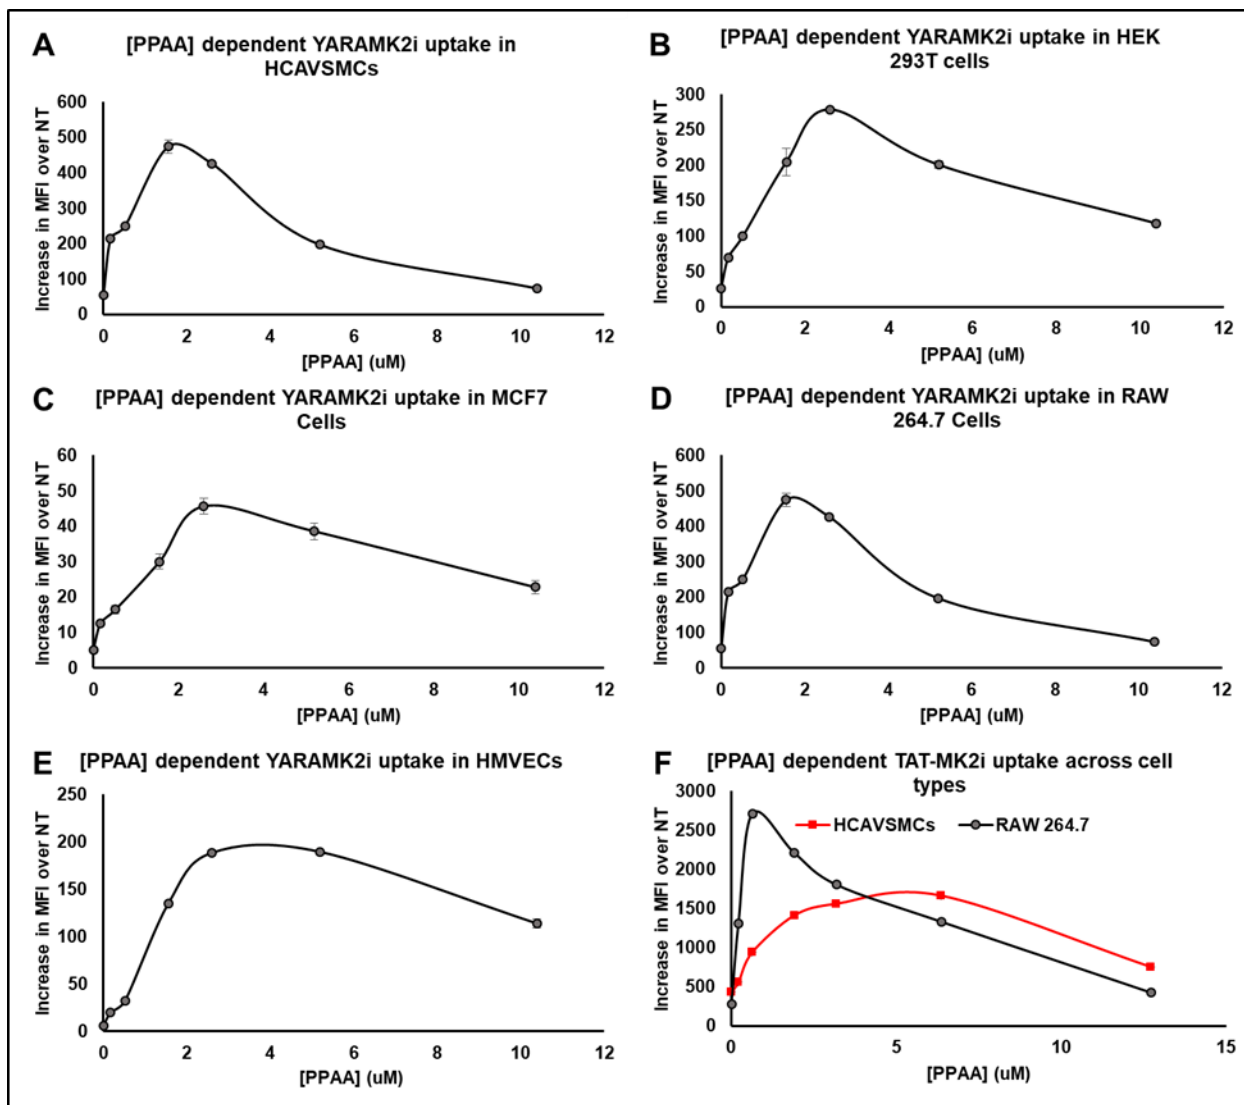 A
[PPAA] dependent YARAMK2i uptake in
HCAVSMCs
Increase in MFI over NT
600
500
400
300
200
100
0
0 2 4 6 8 10 12
[PPAA] (uM)
B
[PPAA] dependent YARAMK2i uptake in HEK
293T cells
Increase in MFI over NT
300
250
200
150
100
50
0
0 2 4 6 8 10 12
[PPAA] (uM)
C
[PPAA] dependent YARAMK2i uptake in MCF7
Cells
Increase in MFI over NT
60
50
40
30
20
10
0
0 2 4 6 8 10 12
[PPAA] (uM)
D
[PPAA] dependent YARAMK2i uptake in RAW
264.7 Cells
Increase in MFI over NT
600
500
400
300
200
100
0
0 2 4 6 8 10 12
[PPAA] (uM)
E
[PPAA] dependent YARAMK2i uptake in HMVECs
Increase in MFI over NT
250
200
150
100
50
0
0 2 4 6 8 10 12
[PPAA] (uM)
F
[PPAA] dependent TAT-MK2i uptake across cell
types
HCAVSMCs RAW 264.7
Increase in MFI over NT
3000
2500
2000
1500
1000
500
0
0 5 10 15
[PPAA] (uM)